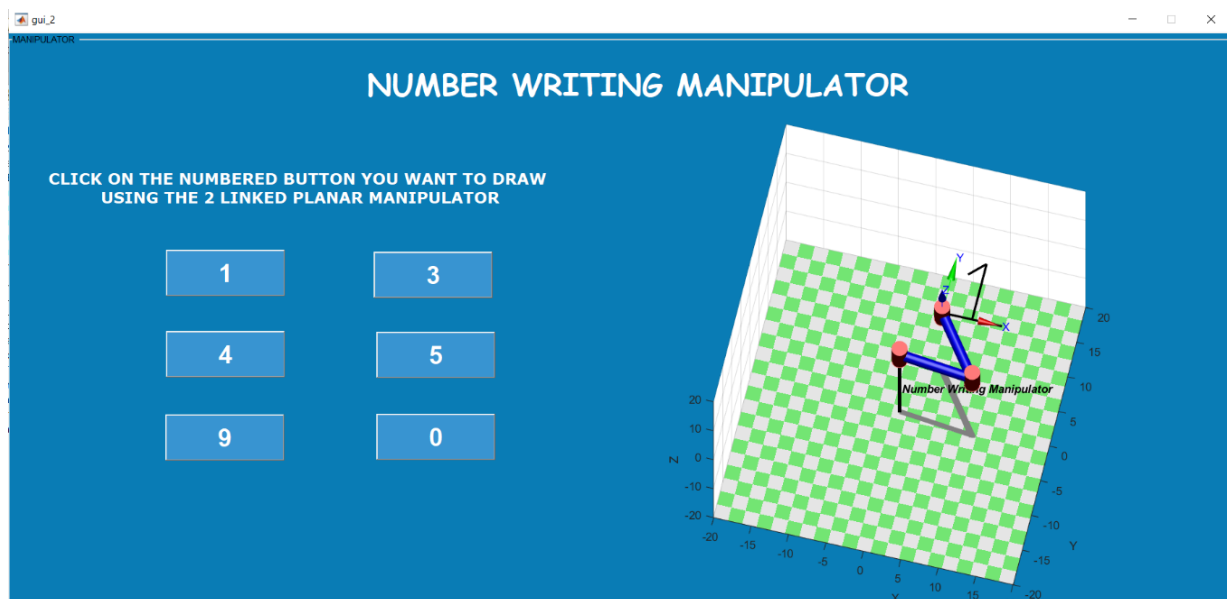 gui_2
MANIPULATOR
NUMBER WRITING MANIPULATOR
CLICK ON THE NUMBERED BUTTON YOU WANT TO DRAW
USING THE 2 LINKED PLANAR MANIPULATOR
1
3
4
5
9
0
Y
Z
X
Number Writing Manipulator
20
10
0
-10
-20
Z
-20
-15
-10
-5
0
5
10
15
X
20
15
10
5
0
-5
-10
-15
-20
Y